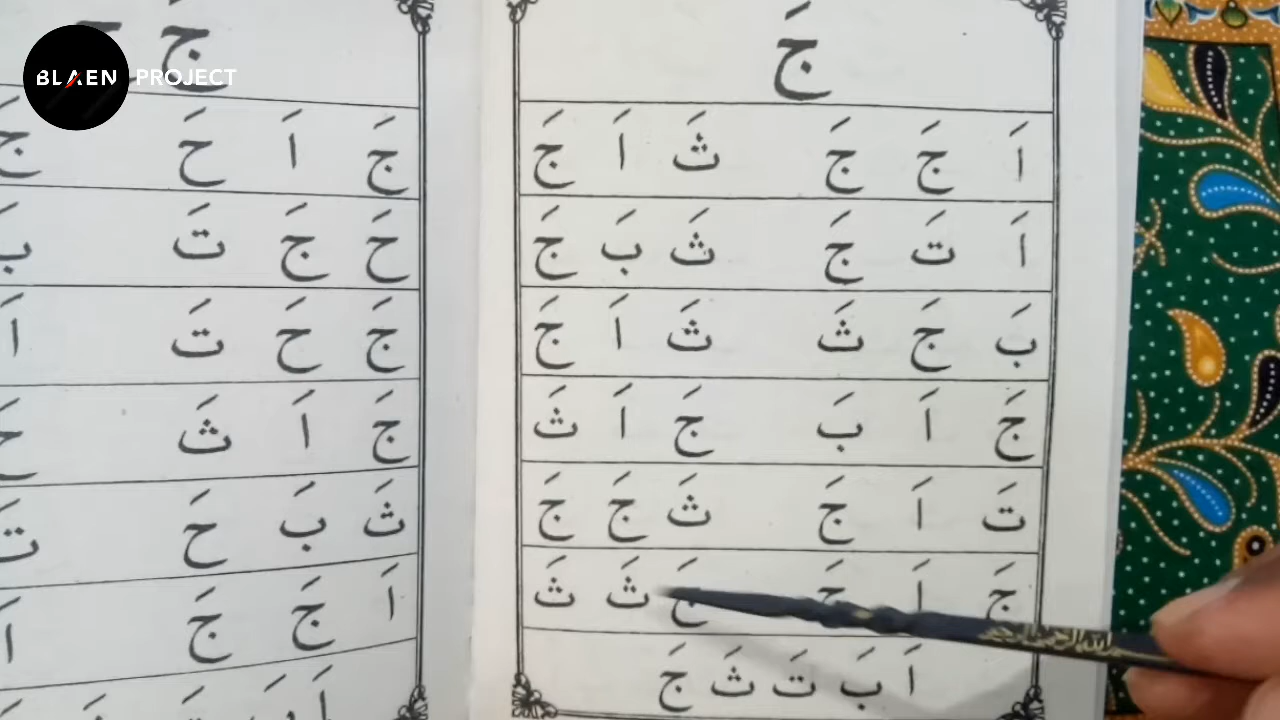 BLAEN PROJECT
جَ
اَ جَ جَ ثَ اَ جَ
اَ تَ جَ ثَ بَ جَ
بَ جَ ثَ ثَ اَ جَ
جَ اَ بَ جَ اَ ثَ
تَ اَ جَ ثَ جَ جَ
جَ اَ جَ ثَ ثَ
اَ بَ تَ ثَ جَ
جَ
جَ اَ حَ جَ
حَ جَ تَ بَ
جَ حَ تَ اَ
جَ اَ ثَ حَ
ثَ بَ حَ تَ
اَ جَ جَ اَ